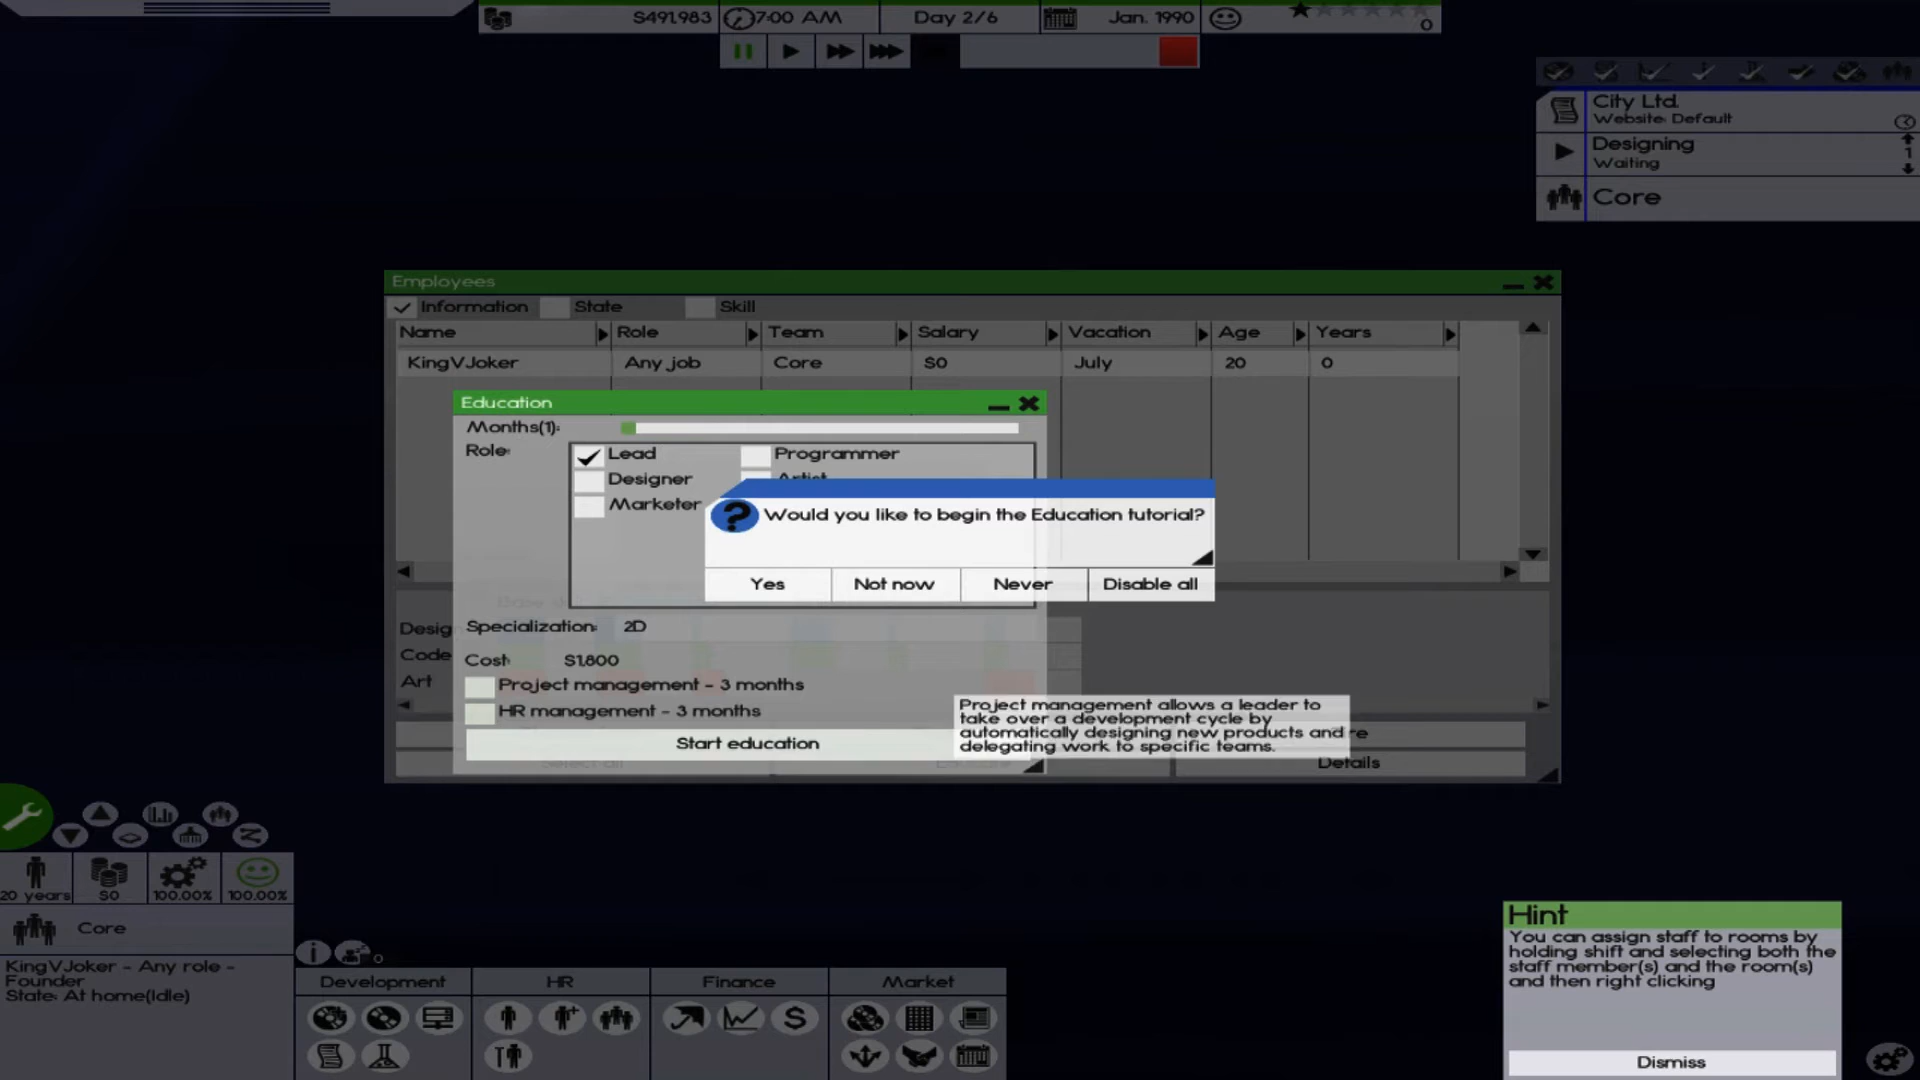 $491,983
7:00 AM
Day 2/6
Jan. 1990
0
City Ltd.
Website: Default
Designing
Waiting
1
Core
Employees
Information
State
Skill
Name
Role
Team
Salary
Vacation
Age
Years
KingVJoker
Any job
Core
$0
July
20
0
Education
Months(1):
Role:
Lead
Programmer
Designer
Artist
Marketer
Would you like to begin the Education tutorial?
Yes
Not now
Never
Disable all
Design
Specialization:
2D
Code
Cost:
$1,800
Art
Project management - 3 months
HR management - 3 months
Project management allows a leader to
take over a development cycle by
automatically designing new products and
delegating work to specific teams.
Start education
Details
20 years
$0
100.00%
100.00%
Core
KingVJoker - Any role -
Founder
State: At home(Idle)
0
Development
HR
Finance
Market
Hint
You can assign staff to rooms by
holding shift and selecting both the
staff member(s) and the room(s)
and then right clicking
Dismiss